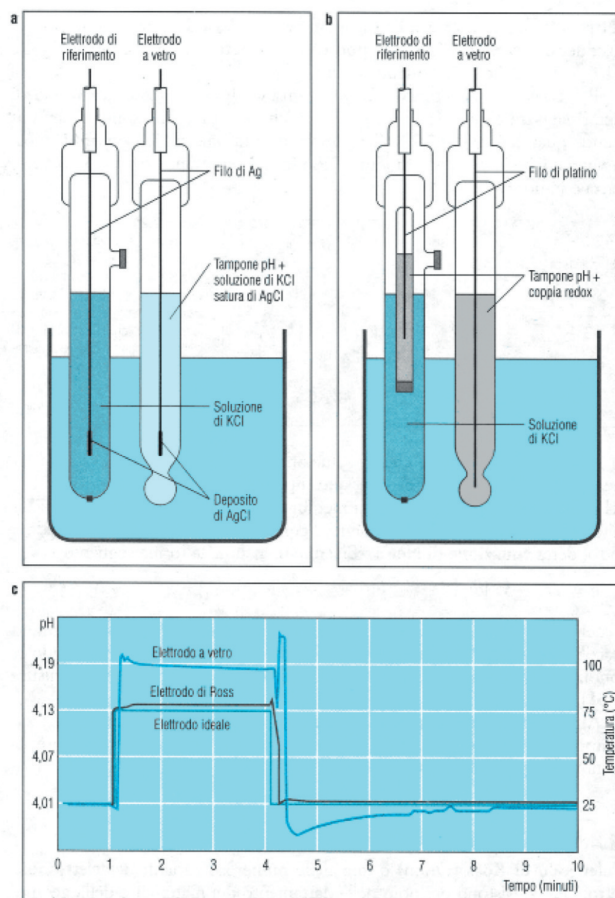 a
Elettrodo di
riferimento
Elettrodo
a vetro
Filo di Ag
Tampone pH +
soluzione di KCl
satura di AgCl
Soluzione
di KCl
Deposito
di AgCl
b
Elettrodo di
riferimento
Elettrodo
a vetro
Filo di platino
Tampone pH +
coppia redox
Soluzione
di KCl
c
pH
Elettrodo a vetro
4,19
100
Elettrodo di Ross
4,13
75
Elettrodo ideale
4,07
50
4,01
25
Temperatura (°C)
0 1 2 3 4 5 6 7 8 9 10
Tempo (minuti)